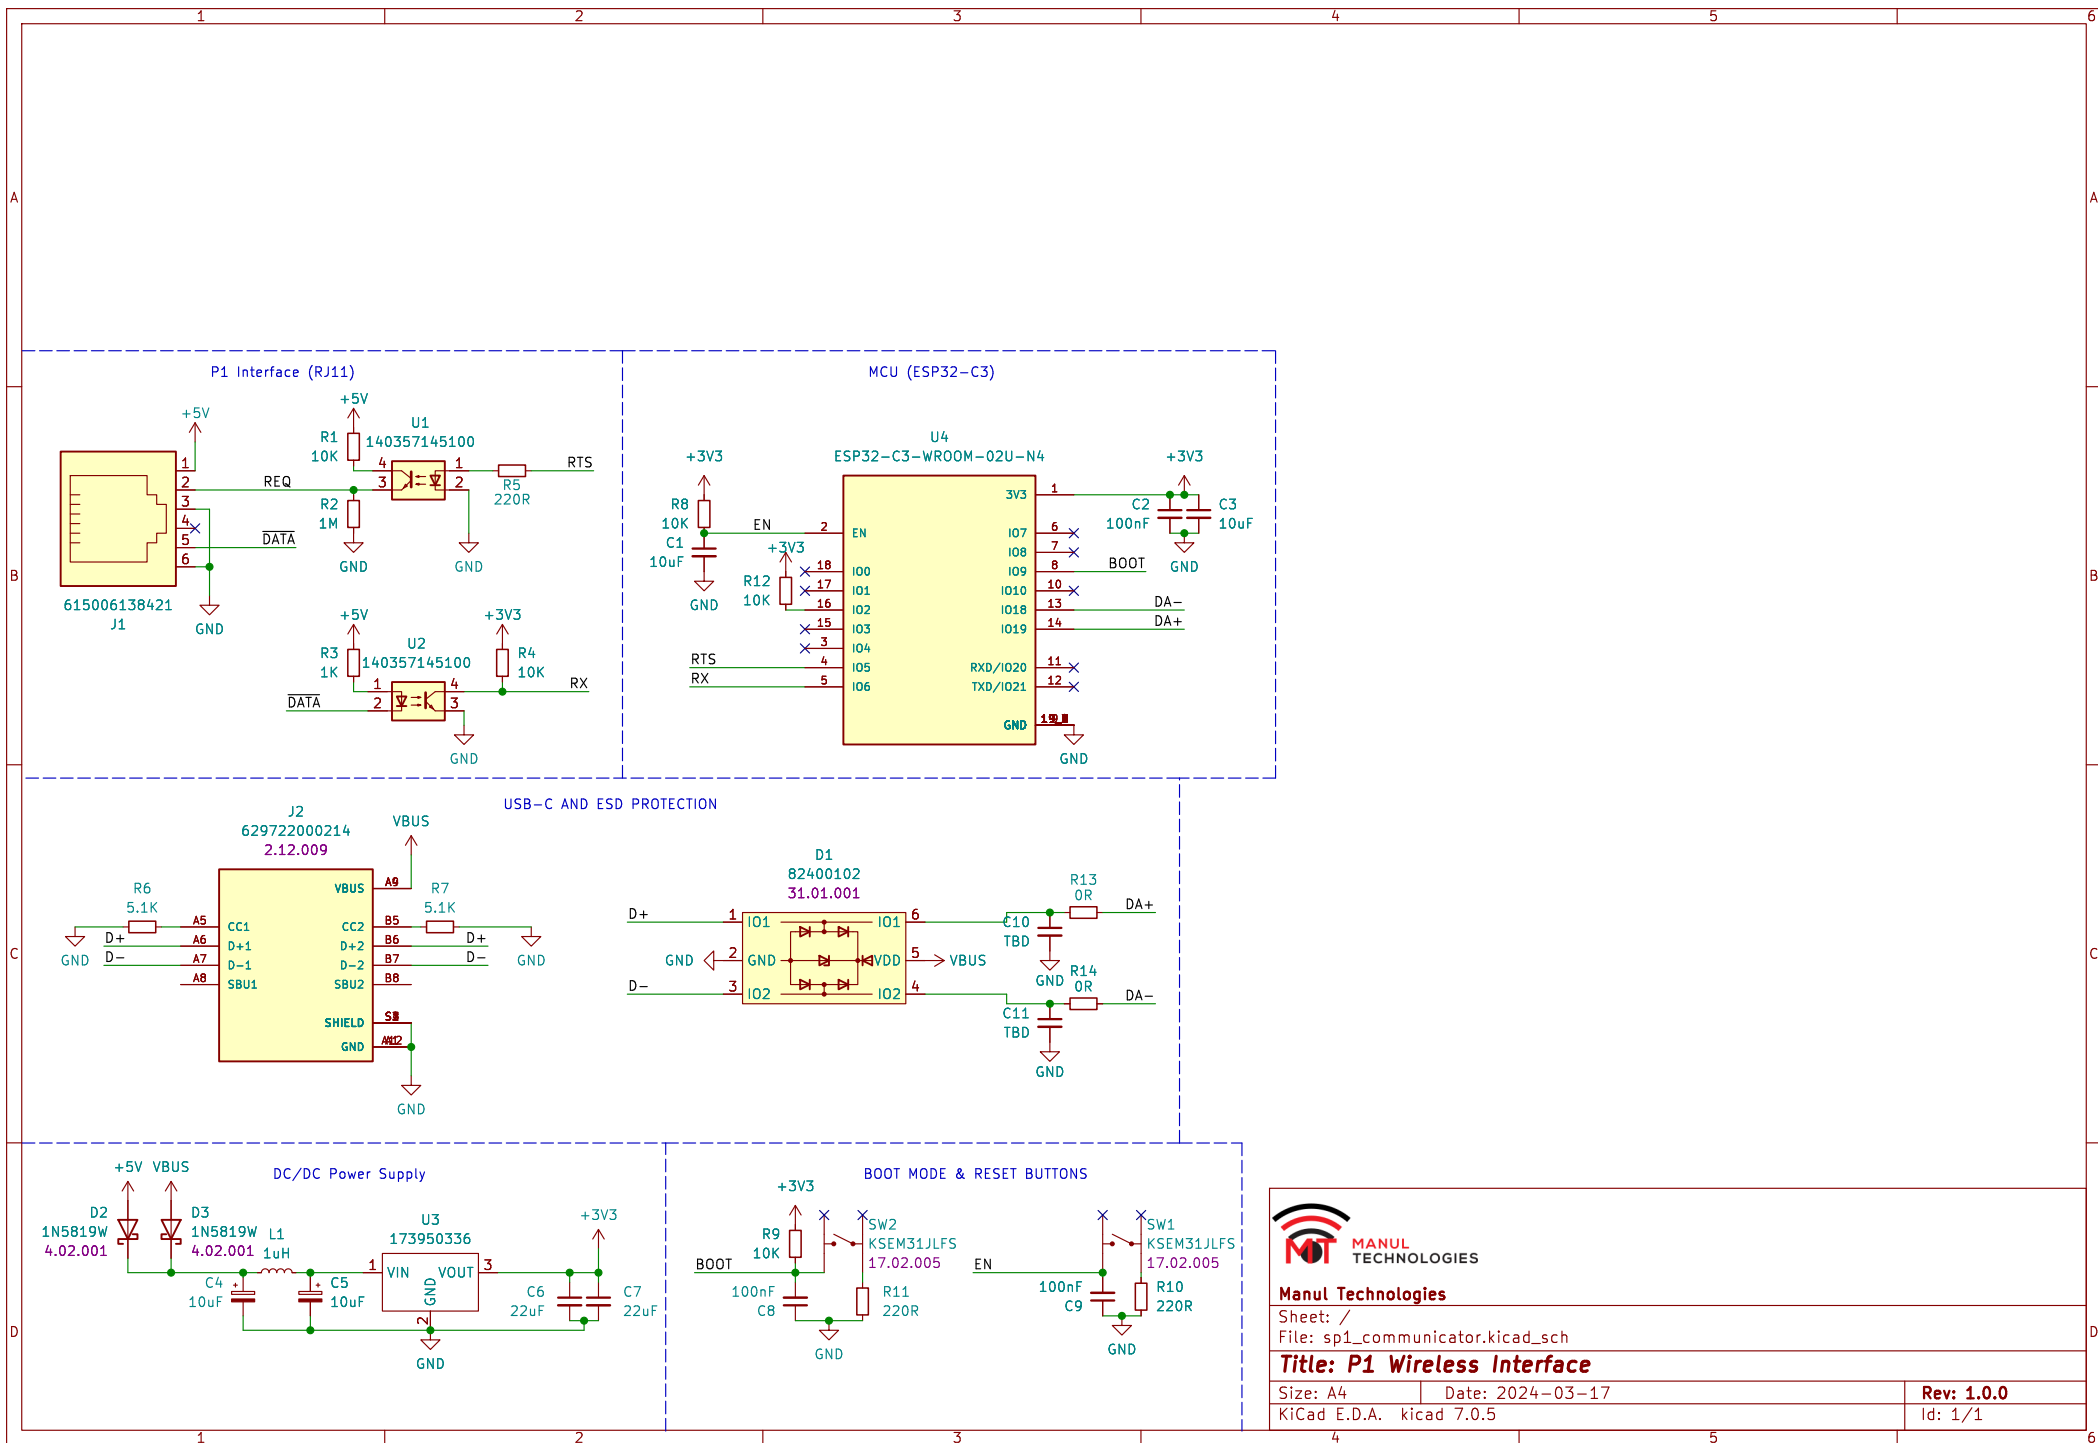 1 2 3 4 5 6
A A
B B
C C
D D
P1 Interface (RJ11)
+5V
1
2
3
4
5
6
615006138421
J1
GND
REQ
DATA
+5V
R1
10K
R2
1M
GND
U1
140357145100
4
3
1
2
R5
220R
RTS
GND
+5V
R3
1K
DATA
U2
140357145100
1
2
4
3
+3V3
R4
10K
RX
GND
MCU (ESP32-C3)
U4
ESP32-C3-WROOM-02U-N4
+3V3
R8
10K
C1
10uF
GND
EN
+3V3
R12
10K
RTS
RX
2 EN
18 IO0
17 IO1
16 IO2
15 IO3
3 IO4
4 IO5
5 IO6
3V3 1
IO7 6
IO8 7
IO9 8
IO10 10
IO18 13
IO19 14
RXD/IO20 11
TXD/IO21 12
GND
GND
+3V3
C2
100nF
C3
10uF
GND
BOOT
DA-
DA+
USB-C AND ESD PROTECTION
J2
629722000214
2.12.009
VBUS
R6
5.1K
GND
D+
D-
A5 CC1
A6 D+1
A7 D-1
A8 SBU1
VBUS
CC2 B5
D+2 B6
D-2 B7
SBU2 B8
SHIELD
GND
R7
5.1K
D+
D-
GND
GND
D1
82400102
31.01.001
D+
GND
D-
1 IO1
2 GND
3 IO2
IO1 6
VDD 5
IO2 4
VBUS
C10
TBD
GND
R13
0R
DA+
R14
0R
DA-
C11
TBD
GND
DC/DC Power Supply
+5V VBUS
D2
1N5819W
4.02.001
D3
1N5819W
4.02.001
L1
1uH
C4
10uF
C5
10uF
U3
173950336
1 VIN
VOUT 3
GND
2
GND
+3V3
C6
22uF
C7
22uF
BOOT MODE & RESET BUTTONS
+3V3
R9
10K
BOOT
100nF
C8
SW2
KSEM31JLFS
17.02.005
R11
220R
GND
EN
SW1
KSEM31JLFS
17.02.005
100nF
C9
R10
220R
GND
MT
MANUL
TECHNOLOGIES
Manul Technologies
Sheet: /
File: sp1_communicator.kicad_sch
Title: P1 Wireless Interface
Size: A4 Date: 2024-03-17 Rev: 1.0.0
KiCad E.D.A. kicad 7.0.5 Id: 1/1
1 2 3 4 5 6